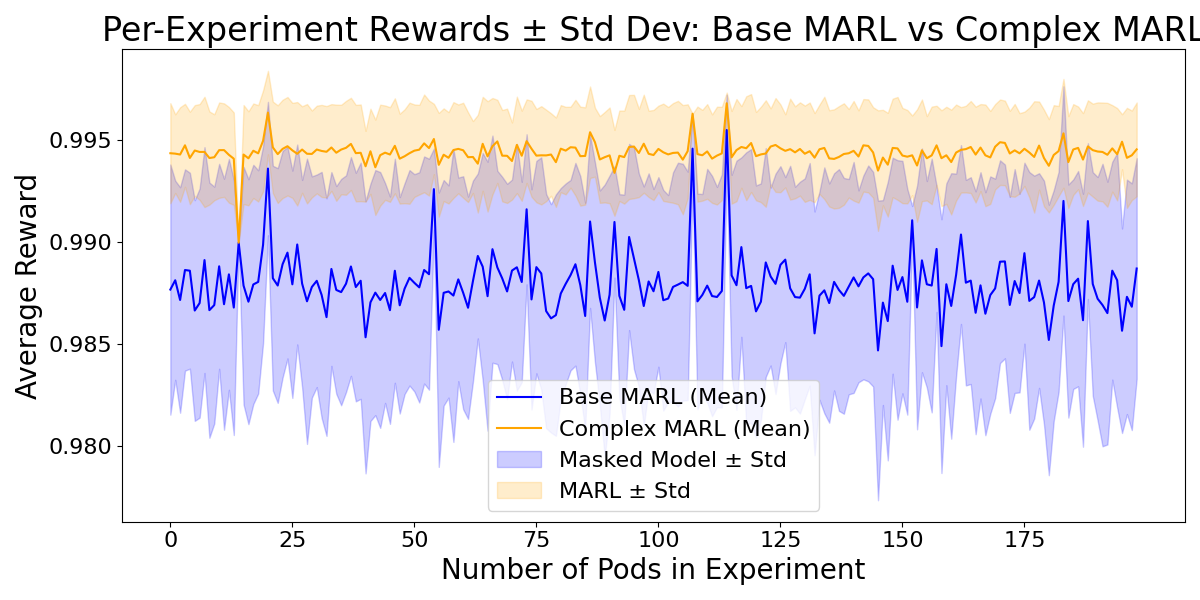 Per-Experiment Rewards ± Std Dev: Base MARL vs Complex MARL
Average Reward
0.995
0.990
0.985
0.980
Base MARL (Mean)
Complex MARL (Mean)
Masked Model ± Std
MARL ± Std
0 25 50 75 100 125 150 175
Number of Pods in Experiment